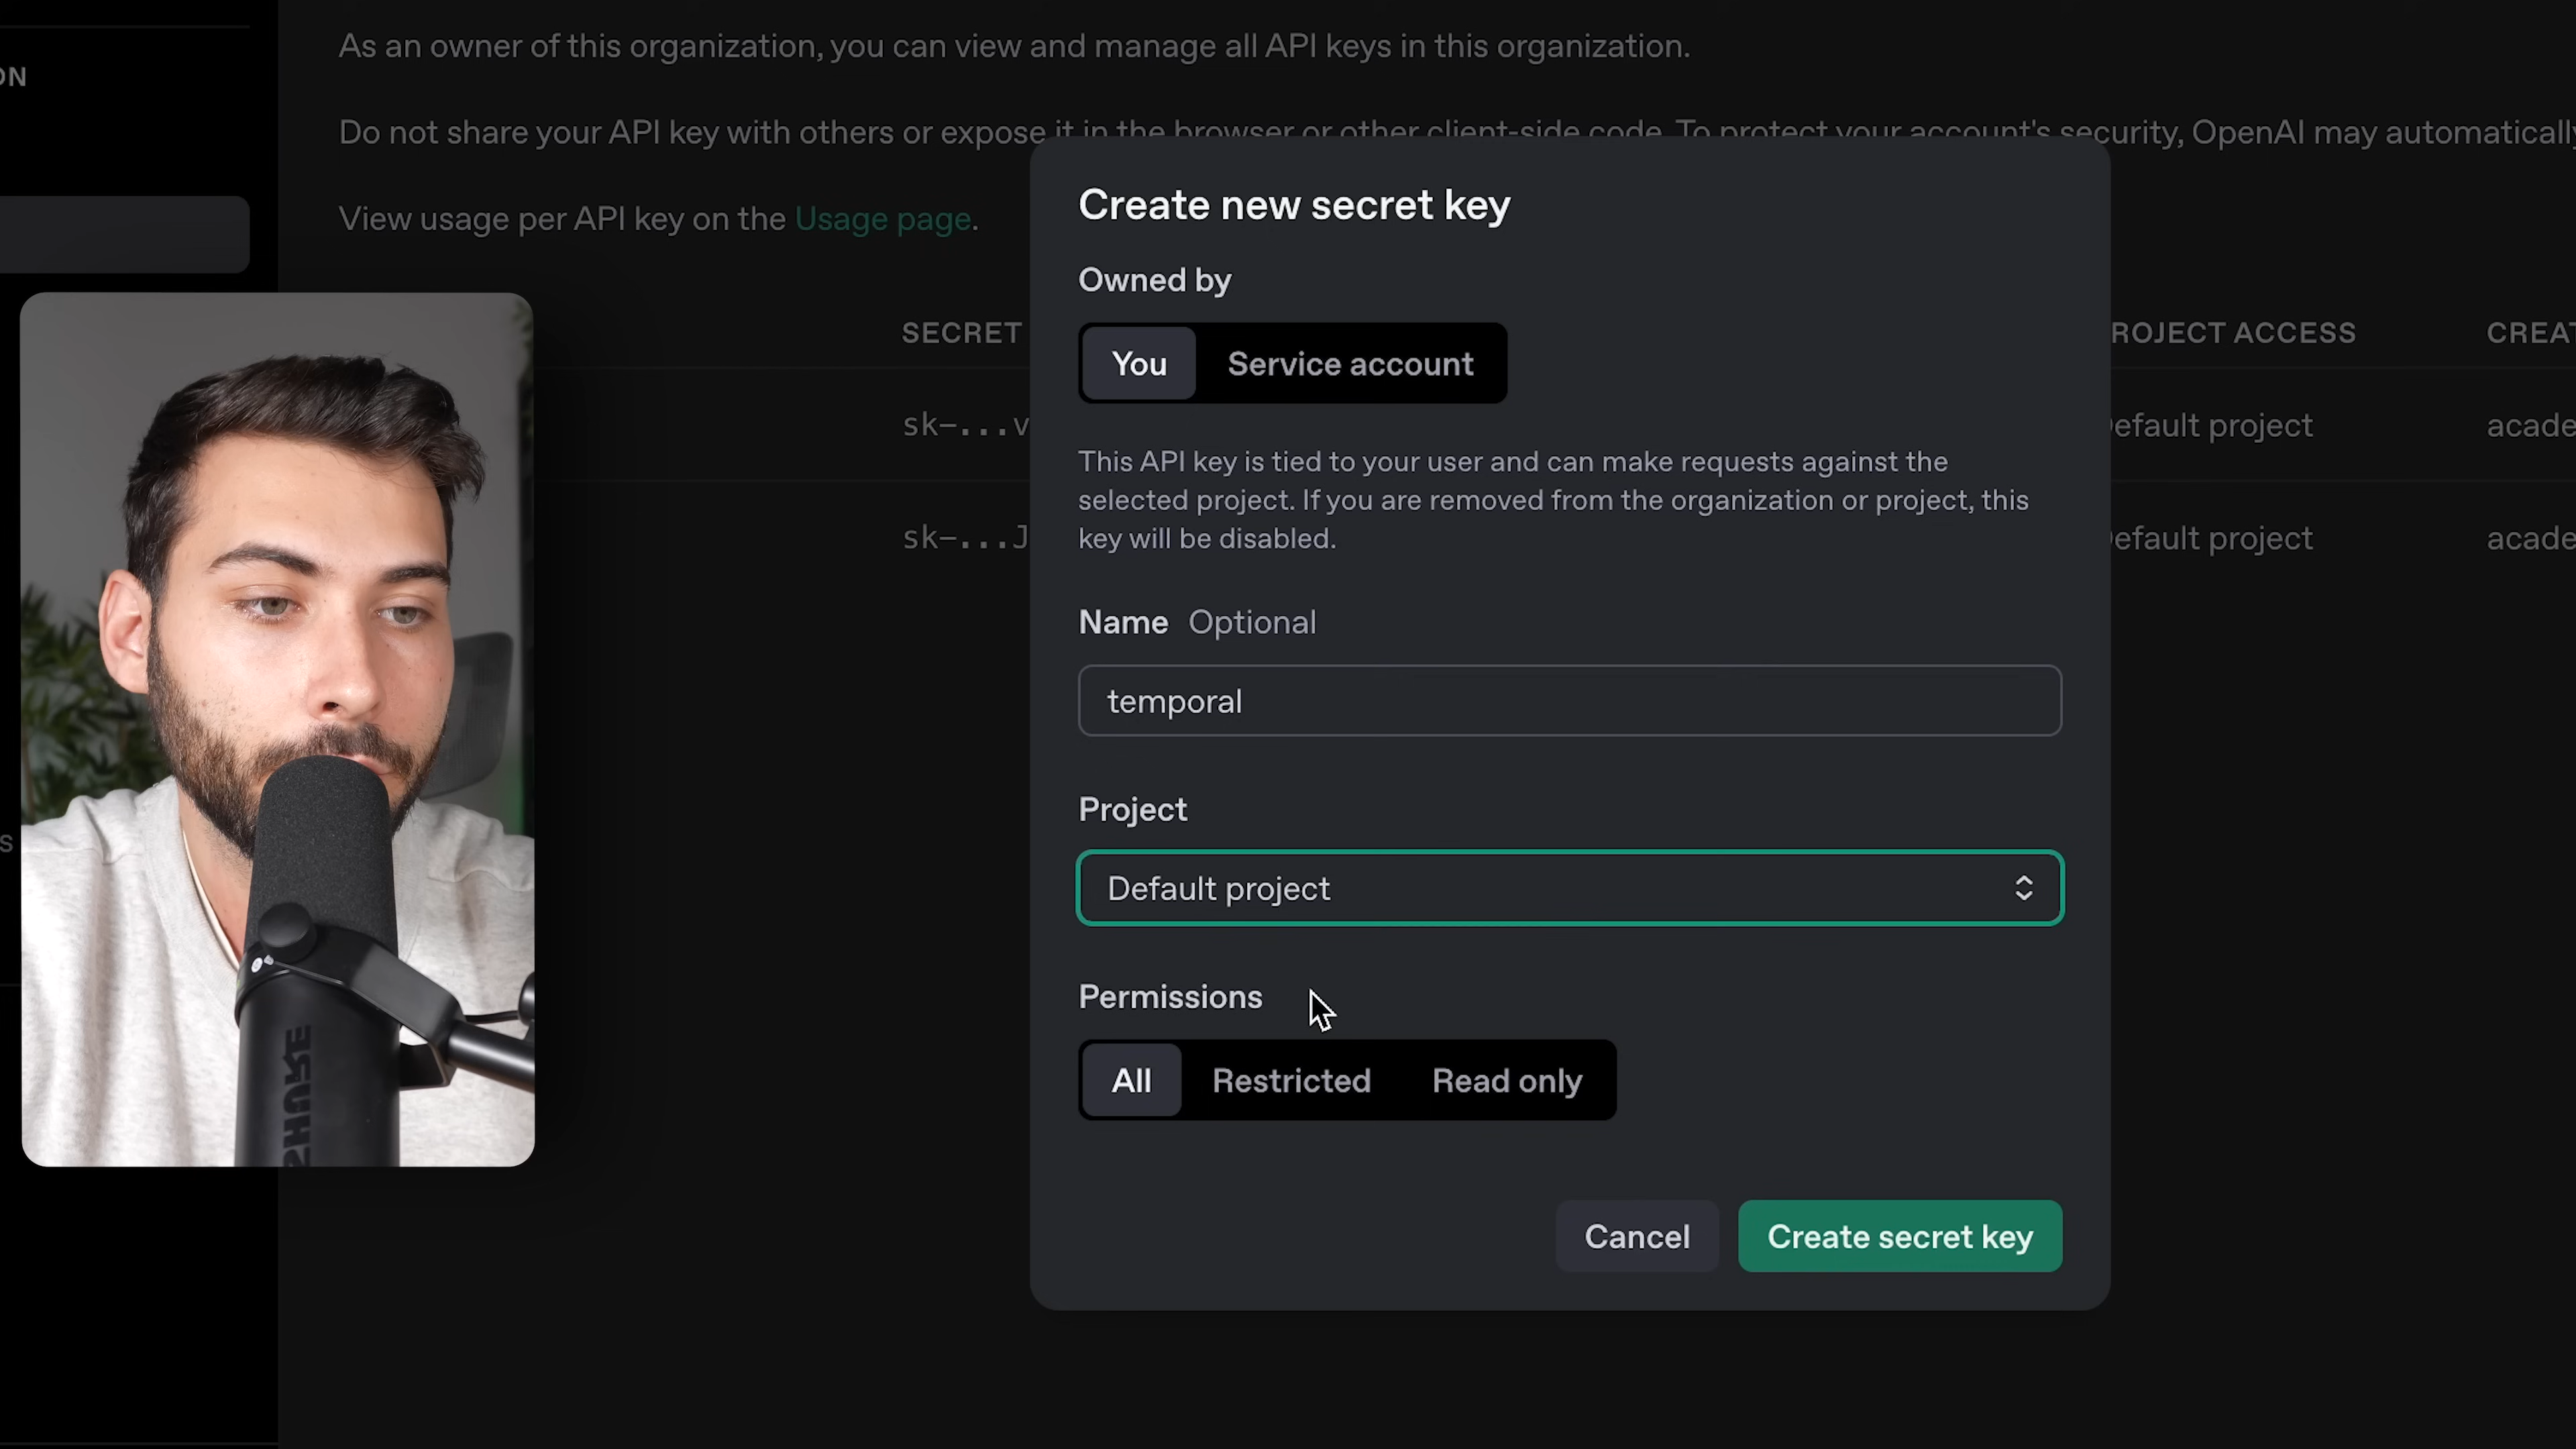 As an owner of this organization, you can view and manage all API keys in this organization.
ON
Do not share your API key with others or expose it in the browser or other client-side code. To protect your account's security, OpenAI may automatically
Create new secret key
View usage per API key on the Usage page.
Owned by
SECRET
You
Service account
ROJECT ACCESS
CREAT
sk-...v
Default project
acade
This API key is tied to your user and can make requests against the
selected project. If you are removed from the organization or project, this
key will be disabled.
sk-...J
Default project
acade
Name Optional
temporal
Project
S
Default project
Permissions
All
Restricted
Read only
SHURE
Cancel
Create secret key